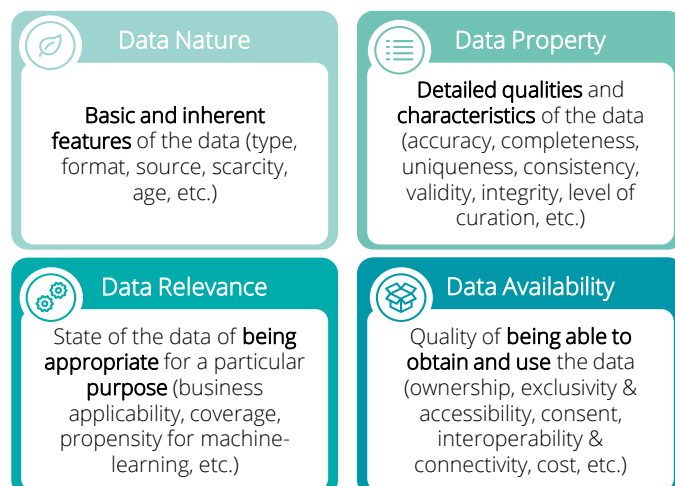 Data Nature
Basic and inherent
features of the data (type,
format, source, scarcity,
age, etc.)
Data Property
Detailed qualities and
characteristics of the data
(accuracy, completeness,
uniqueness, consistency,
validity, integrity, level of
curation, etc.)
Data Relevance
State of the data of being
appropriate for a particular
purpose (business
applicability, coverage,
propensity for machine-
learning, etc.)
Data Availability
Quality of being able to
obtain and use the data
(ownership, exclusivity &
accessibility, consent,
interoperability &
connectivity, cost, etc.)